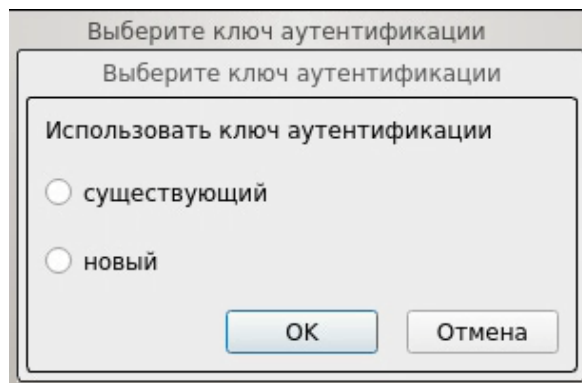 Выберите ключ аутентификации
Выберите ключ аутентификации
Использовать ключ аутентификации
существующий
новый
OK
Отмена